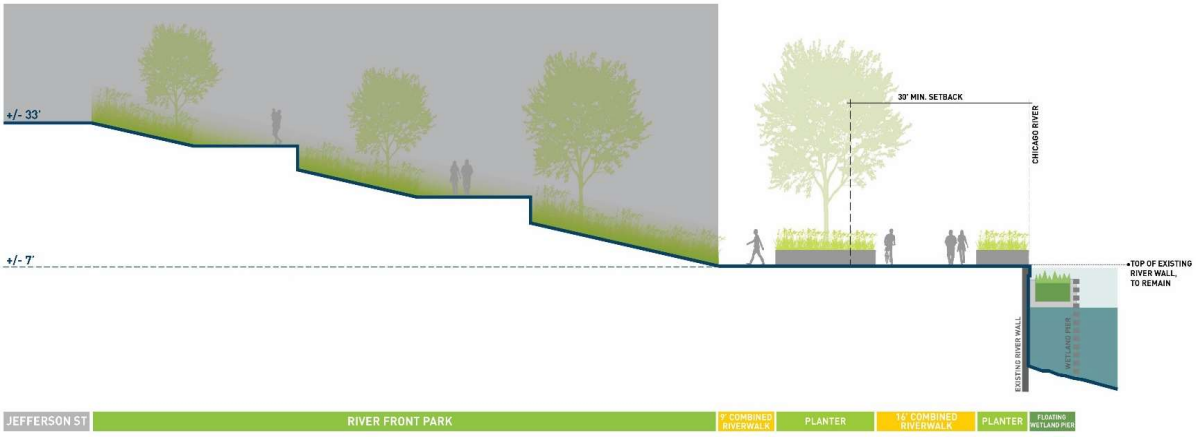 30' MIN. SETBACK
+/- 33'
CHICAGO RIVER
+/- 7'
TOP OF EXISTING
RIVER WALL,
TO REMAIN
EXISTING RIVER WALL
WETLAND PIER
JEFFERSON ST
RIVER FRONT PARK
9' COMBINED
RIVERWALK
PLANTER
16' COMBINED
RIVERWALK
PLANTER
FLOATING
WETLAND PIER